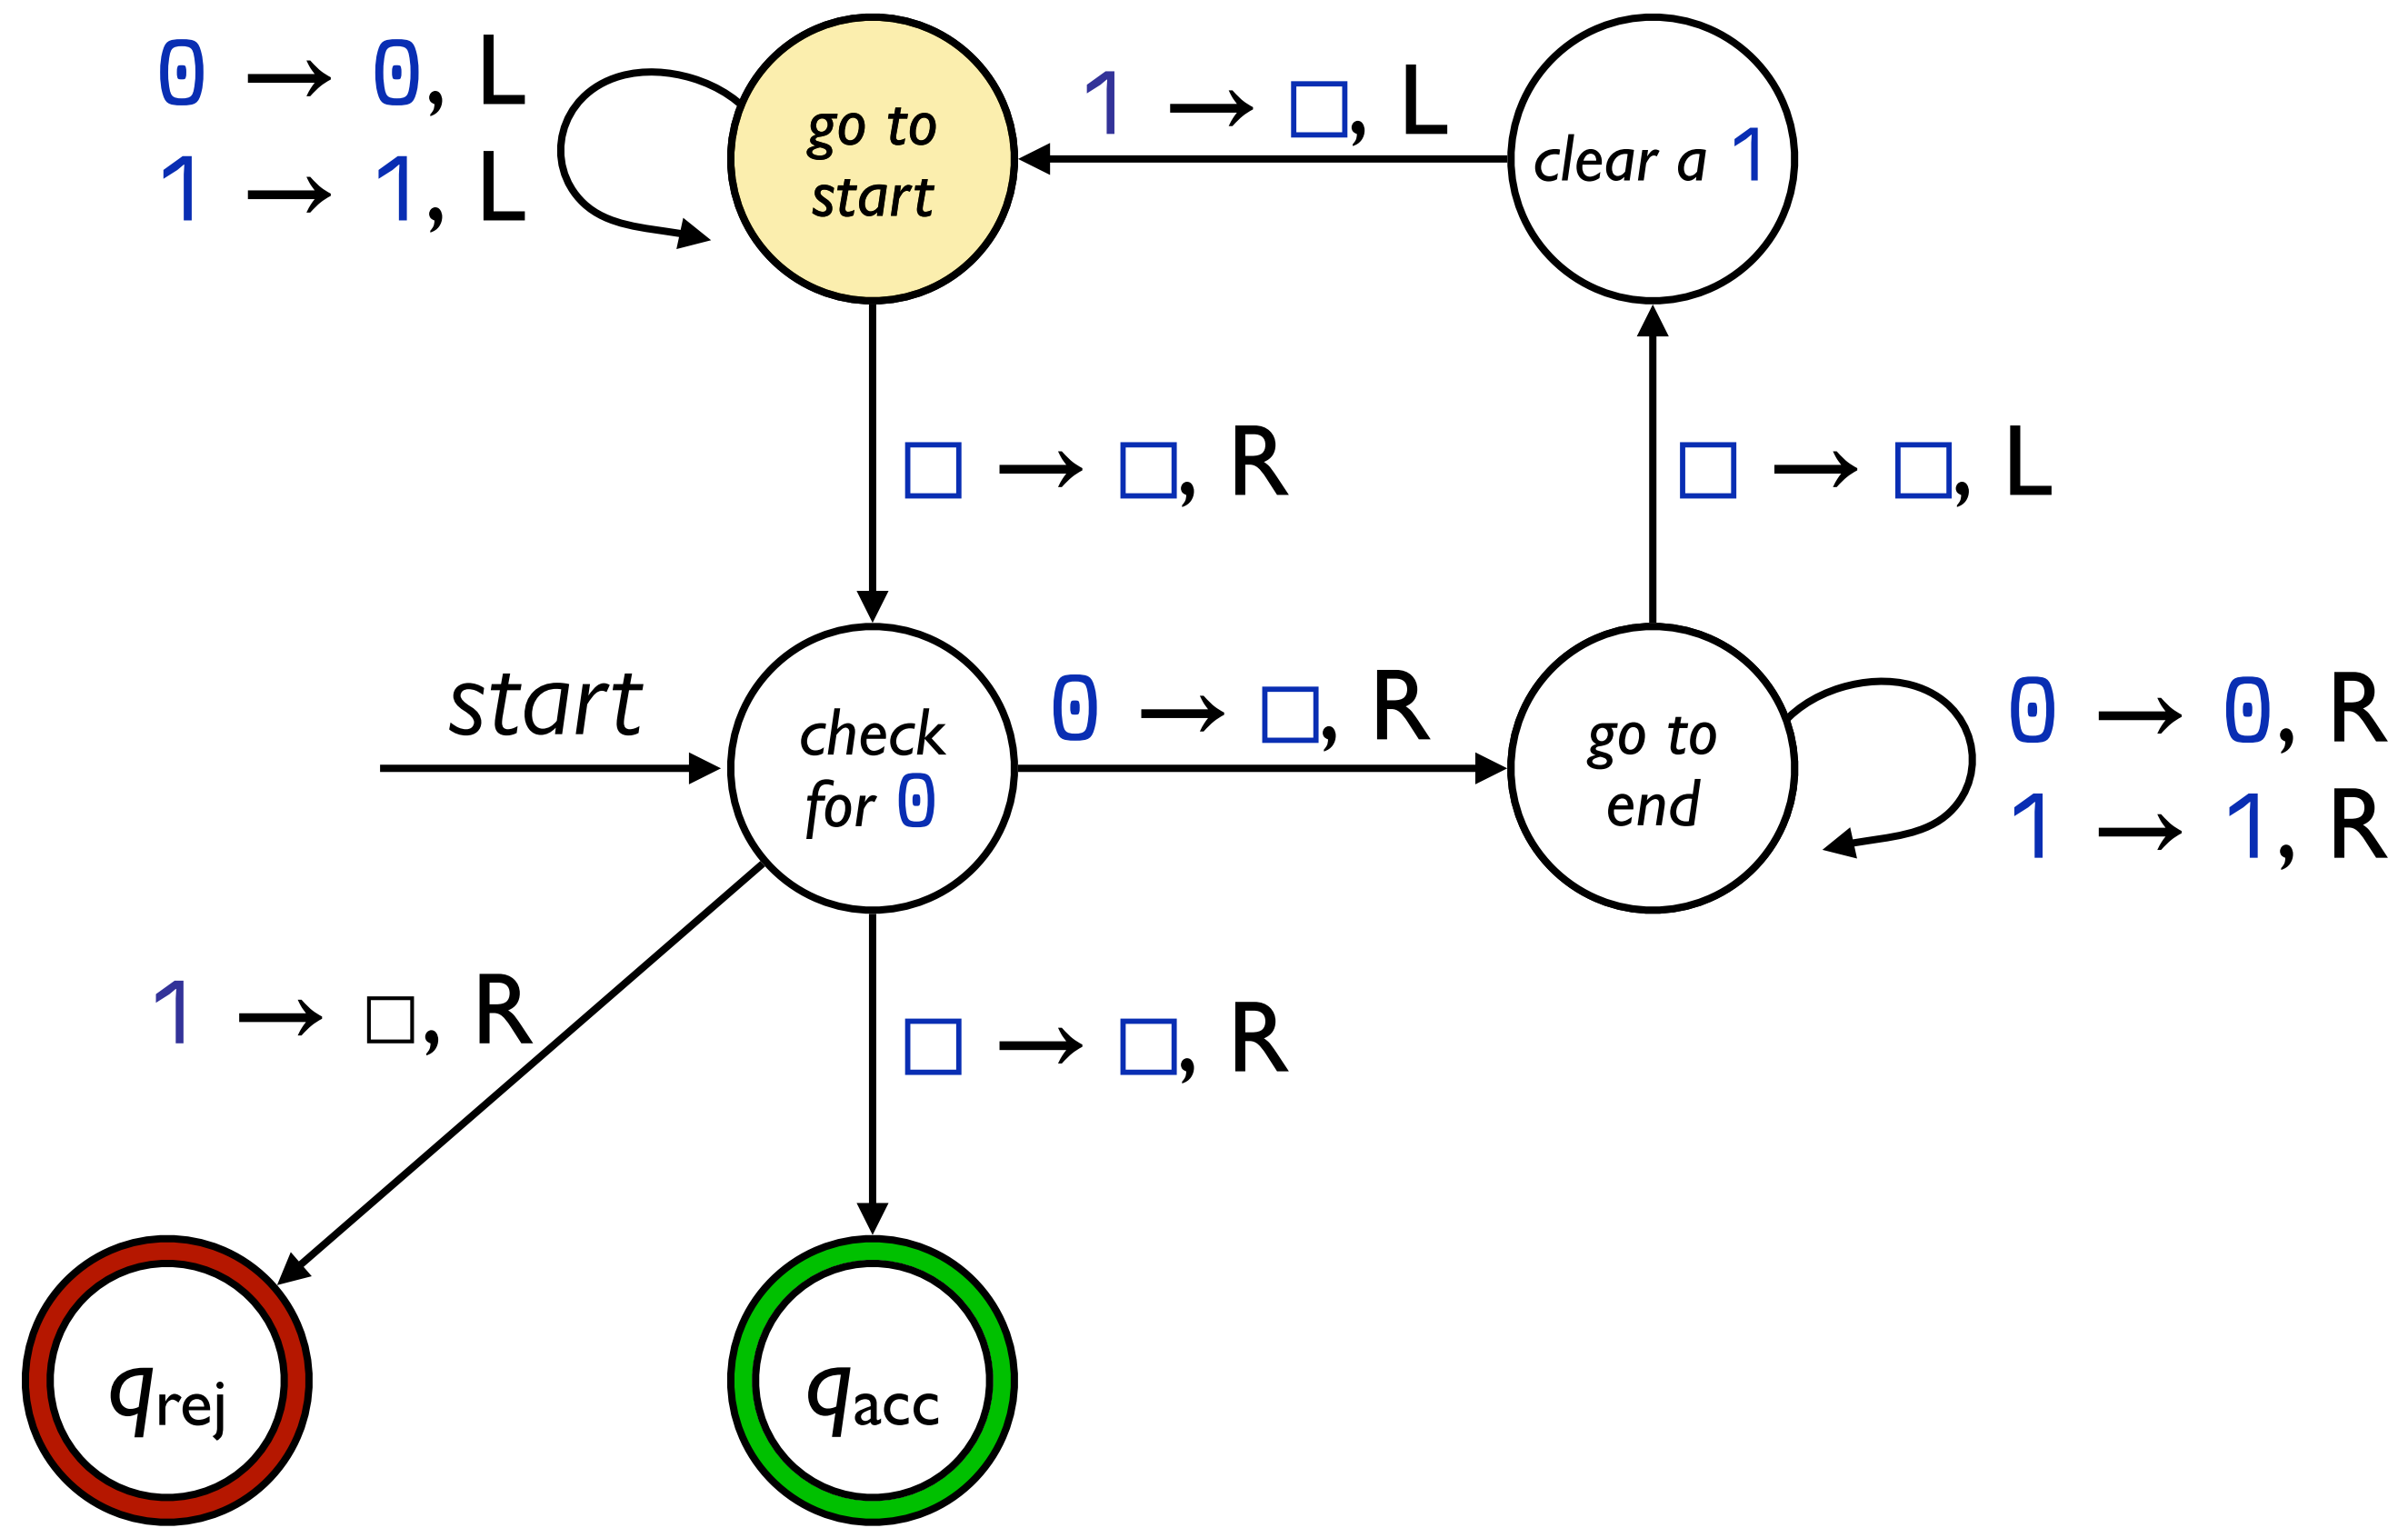 0 → 0, L
1 → 1, L
go to
start
1 → □, L
clear a 1
□ → □, R
□ → □, L
start
check
for 0
0 → □, R
go to
end
0 → 0, R
1 → 1, R
1 → □, R
□ → □, R
qrej
qacc